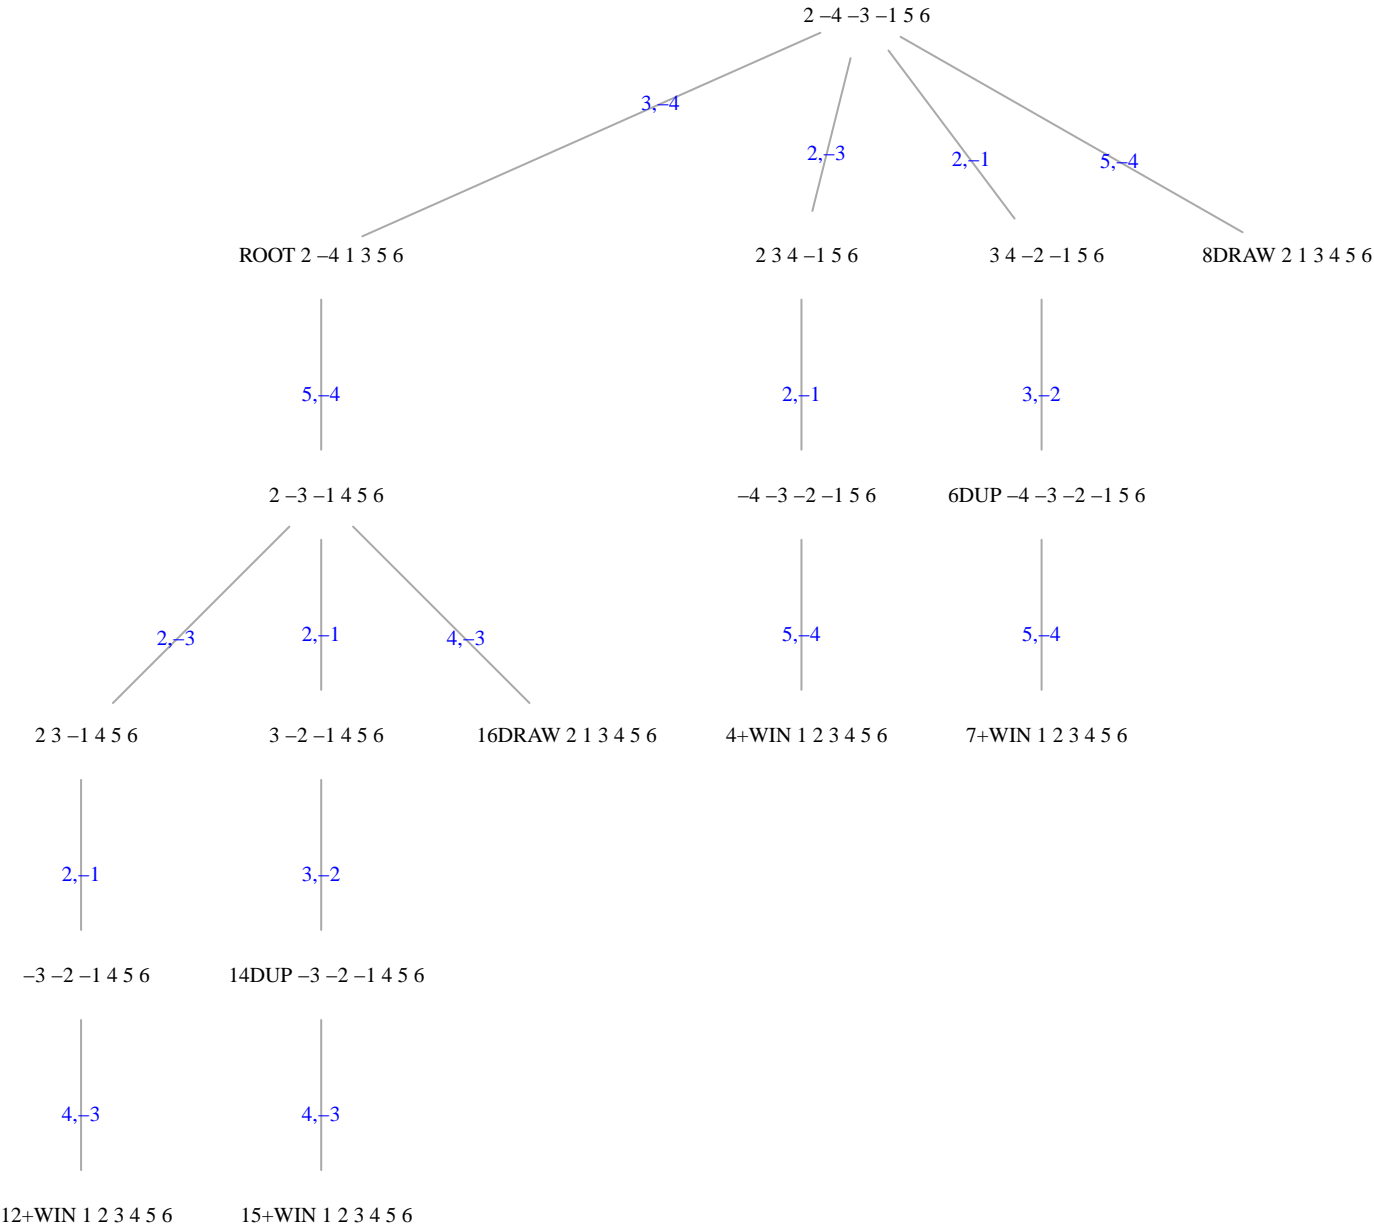 2 –4 –3 –1 5 6
3,–4
2,–3
2,–1
5,–4
ROOT 2 –4 1 3 5 6
2 3 4 –1 5 6
3 4 –2 –1 5 6
8DRAW 2 1 3 4 5 6
5,–4
2,–1
3,–2
2 –3 –1 4 5 6
–4 –3 –2 –1 5 6
6DUP –4 –3 –2 –1 5 6
2,–3
2,–1
4,–3
5,–4
5,–4
2 3 –1 4 5 6
3 –2 –1 4 5 6
16DRAW 2 1 3 4 5 6
4+WIN 1 2 3 4 5 6
7+WIN 1 2 3 4 5 6
2,–1
3,–2
–3 –2 –1 4 5 6
14DUP –3 –2 –1 4 5 6
4,–3
4,–3
12+WIN 1 2 3 4 5 6
15+WIN 1 2 3 4 5 6